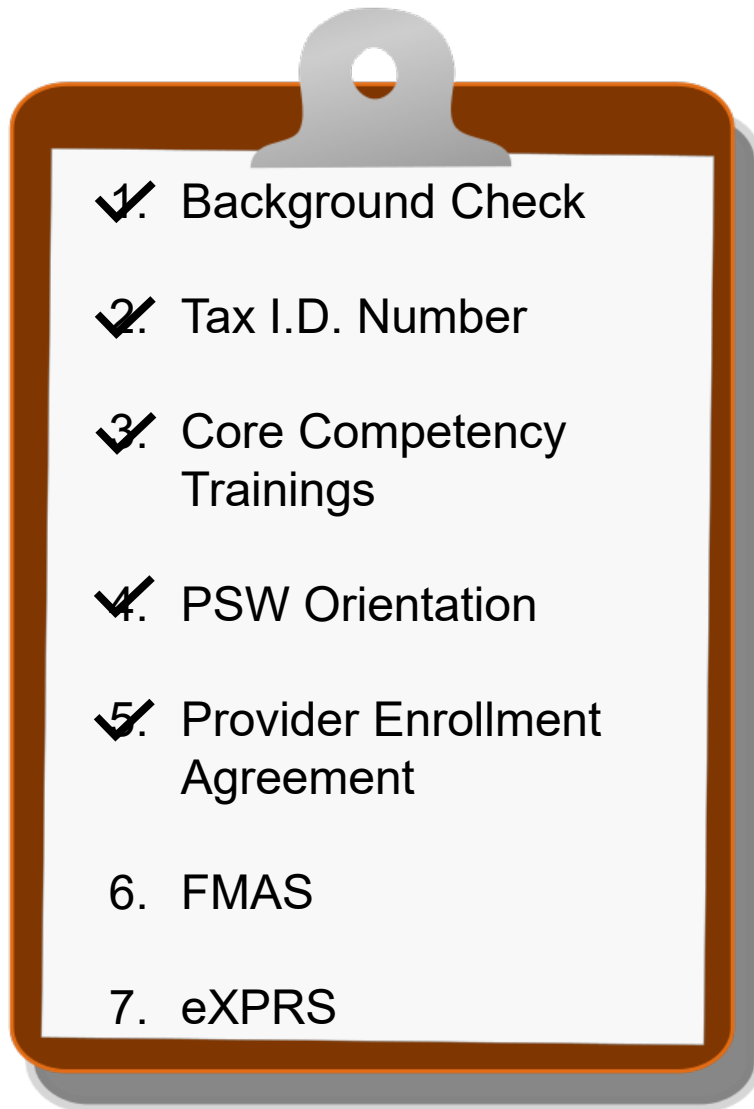 1. Background Check
2. Tax I.D. Number
3. Core Competency
Trainings
4. PSW Orientation
5. Provider Enrollment
Agreement
6. FMAS
7. eXPRS